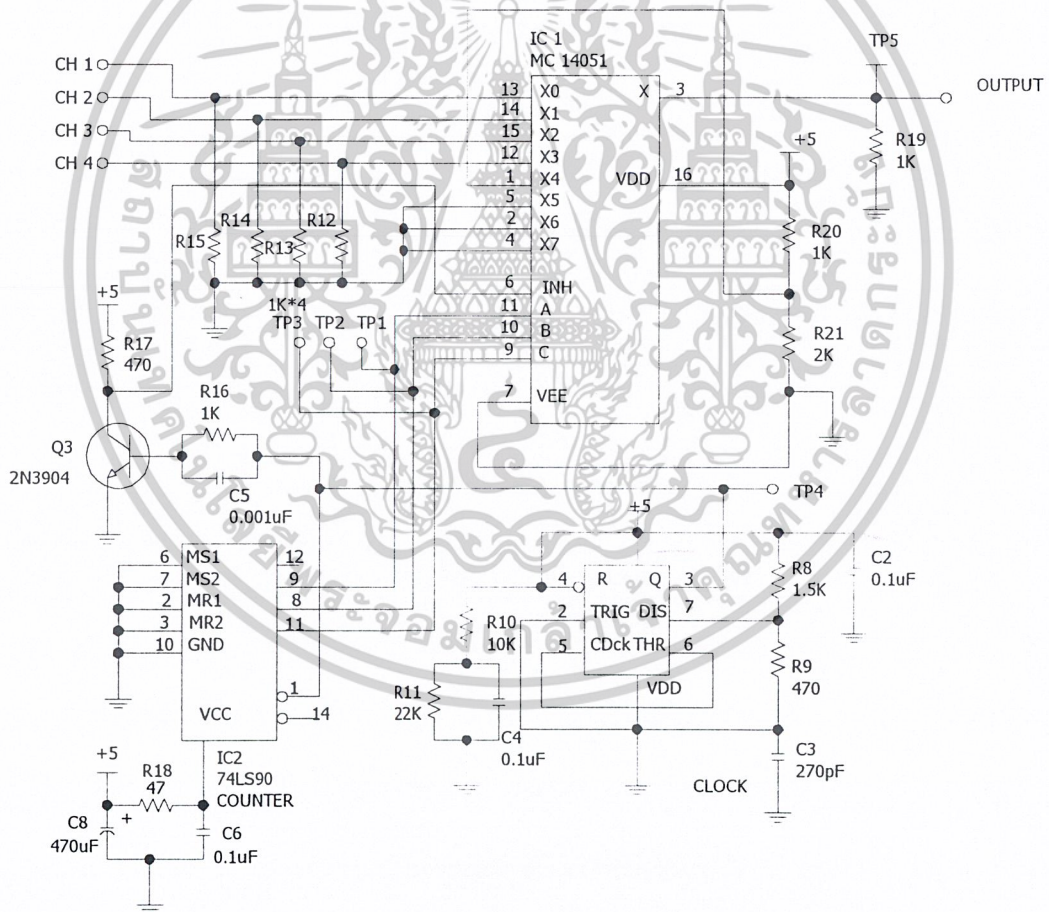 IC 1
MC 14051
TP5
OUTPUT
CH 1
CH 2
CH 3
CH 4
13 X0 X 3
14 X1
15 X2
12 X3
1 X4
5 X5
2 X6
4 X7
VDD 16
6 INH
11 A
10 B
9 C
7 VEE
R19
1K
+5
R20
1K
R21
2K
R15
R14
R13
R12
1K*4
TP3 TP2 TP1
+5
R17
470
R16
1K
Q3
2N3904
C5
0.001uF
TP4
6 MS1 12
7 MS2 9
2 MR1 8
3 MR2 11
10 GND
1
14
VCC
IC2
74LS90
COUNTER
+5
R18
47
C8
470uF
+
C6
0.1uF
+5
4 R Q 3
2 TRIG DIS 7
5 CDck THR 6
VDD
R10
10K
R11
22K
C4
0.1uF
R8
1.5K
R9
470
C2
0.1uF
C3
270pF
CLOCK